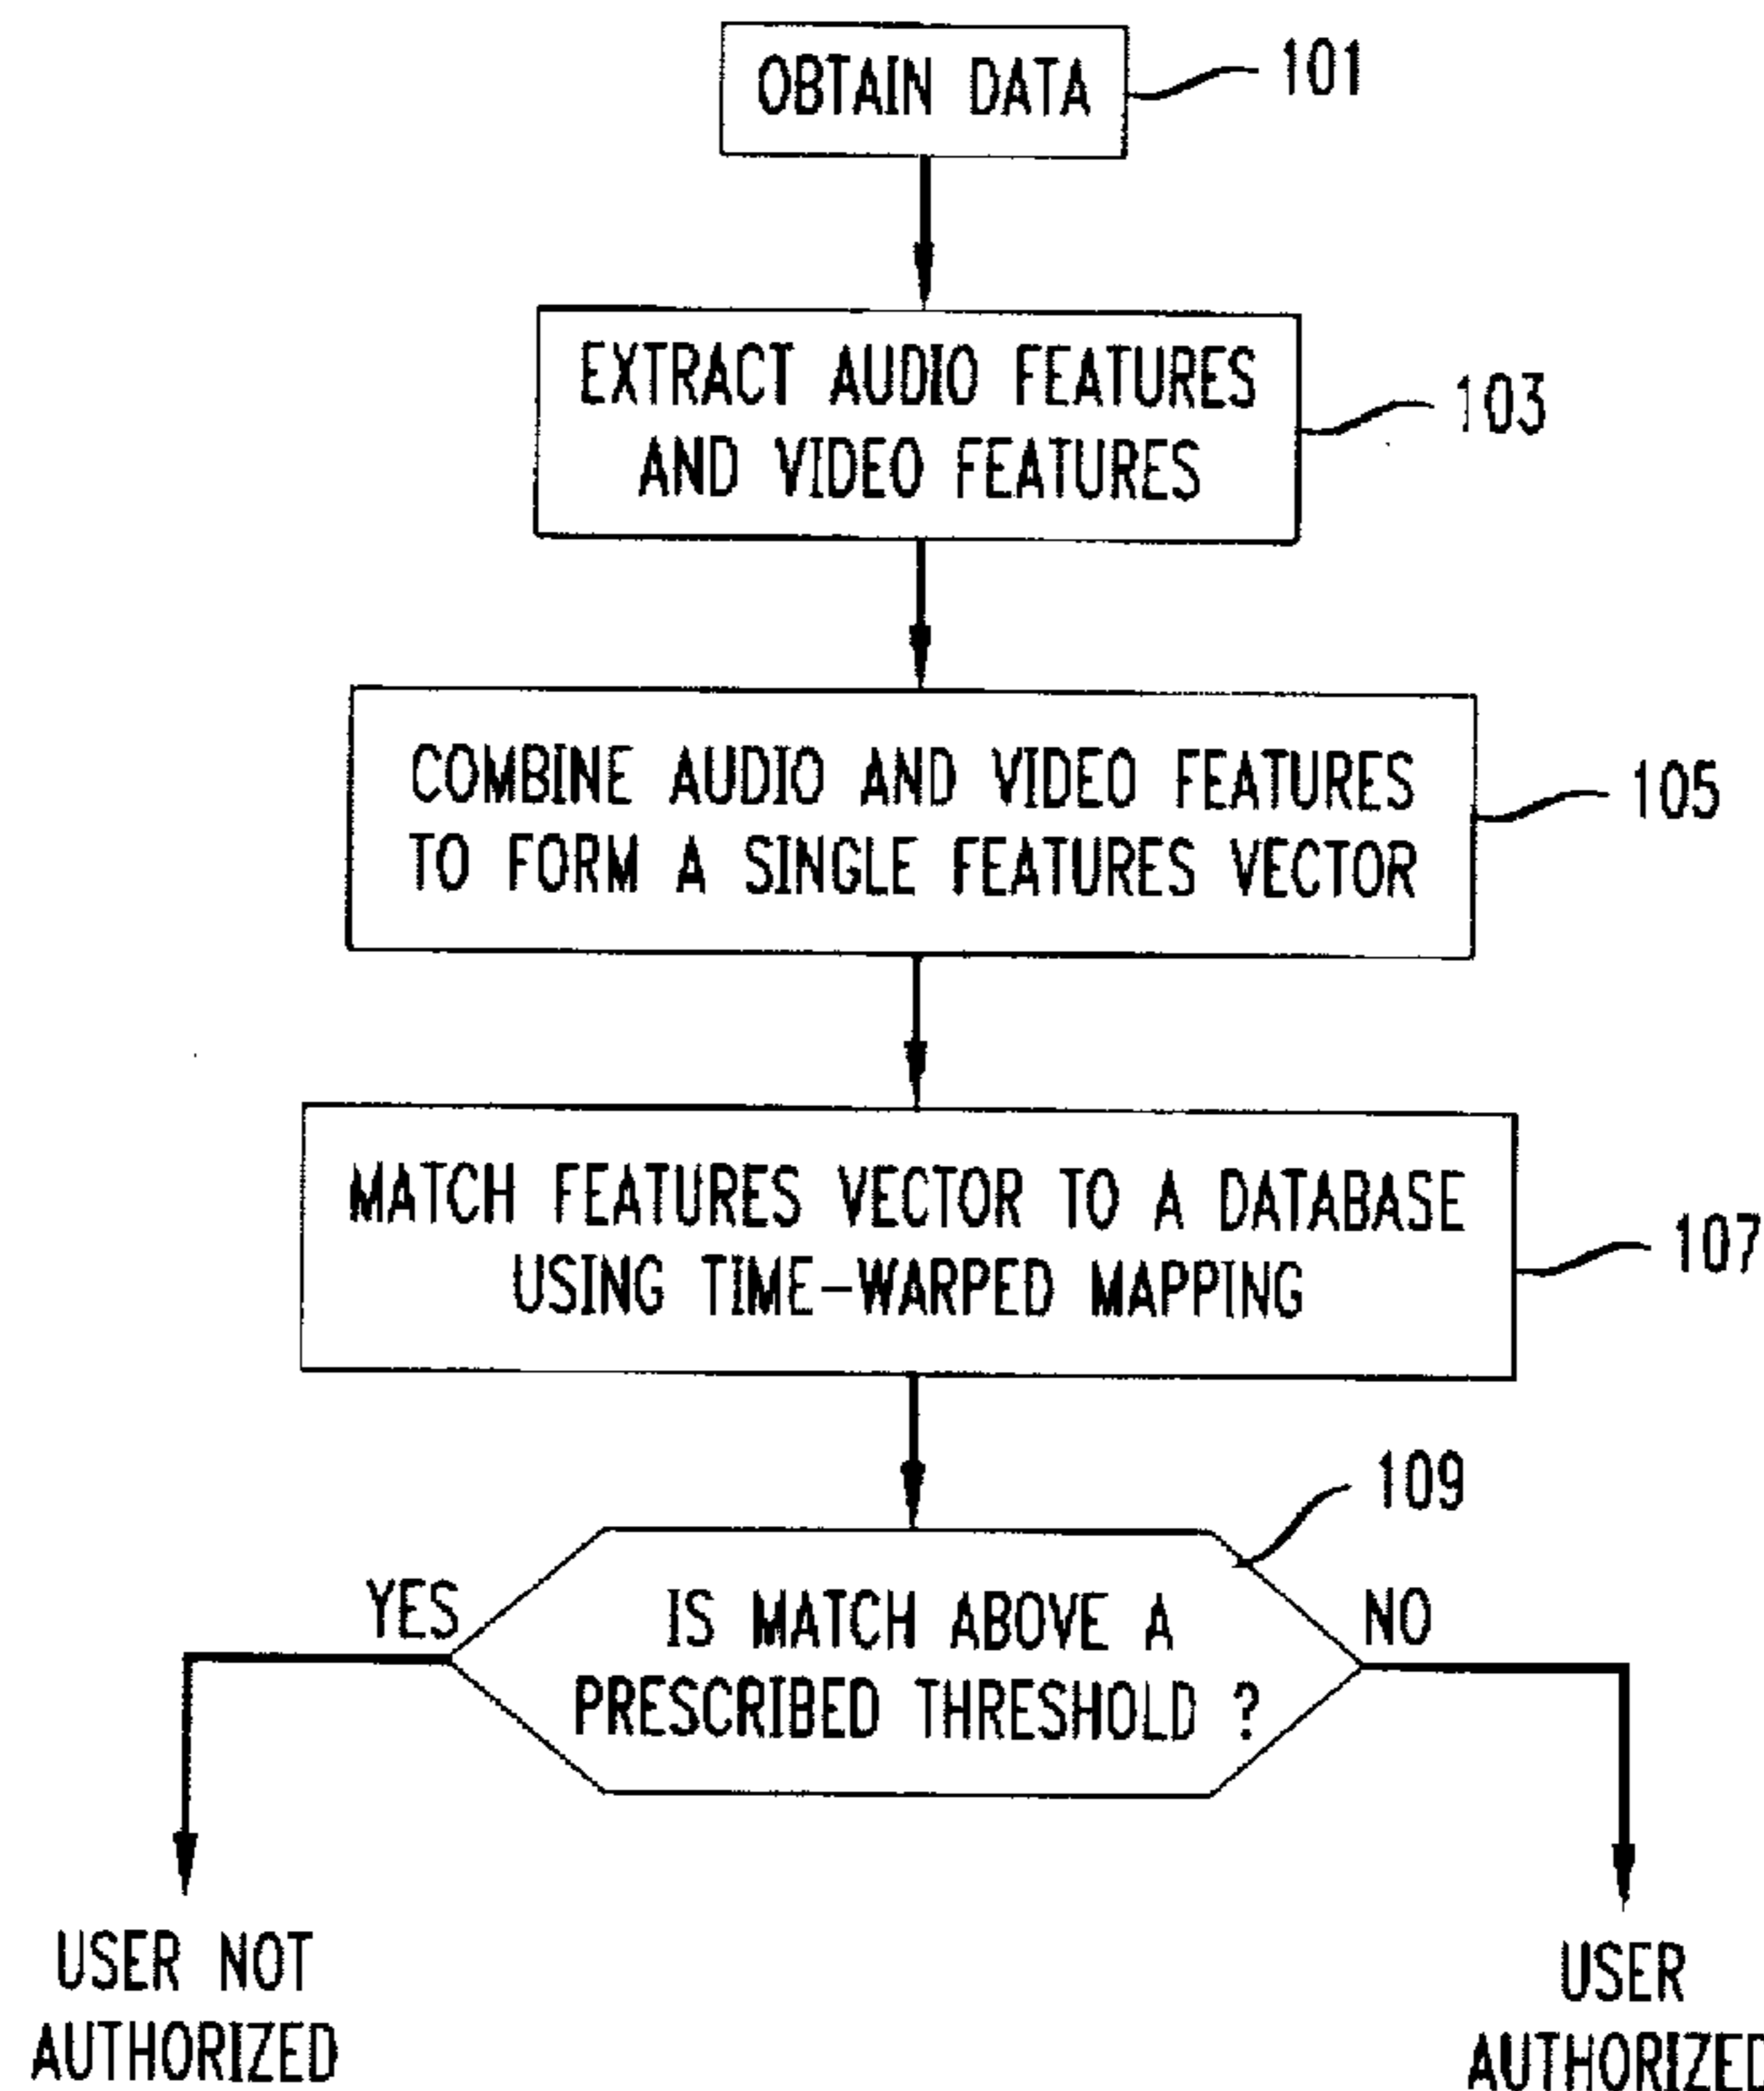 OBTAIN DATA
101
EXTRACT AUDIO FEATURES
AND VIDEO FEATURES
103
COMBINE AUDIO AND VIDEO FEATURES
TO FORM A SINGLE FEATURES VECTOR
105
MATCH FEATURES VECTOR TO A DATABASE
USING TIME-WARPED MAPPING
107
109
YES
IS MATCH ABOVE A
PRESCRIBED THRESHOLD ?
NO
USER NOT
AUTHORIZED
USER
AUTHORIZED